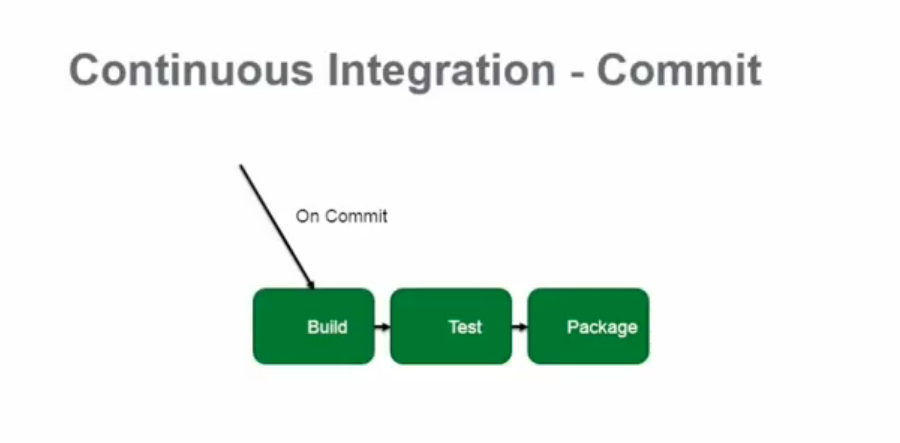 Continuous Integration - Commit
On Commit
Build
Test
Package